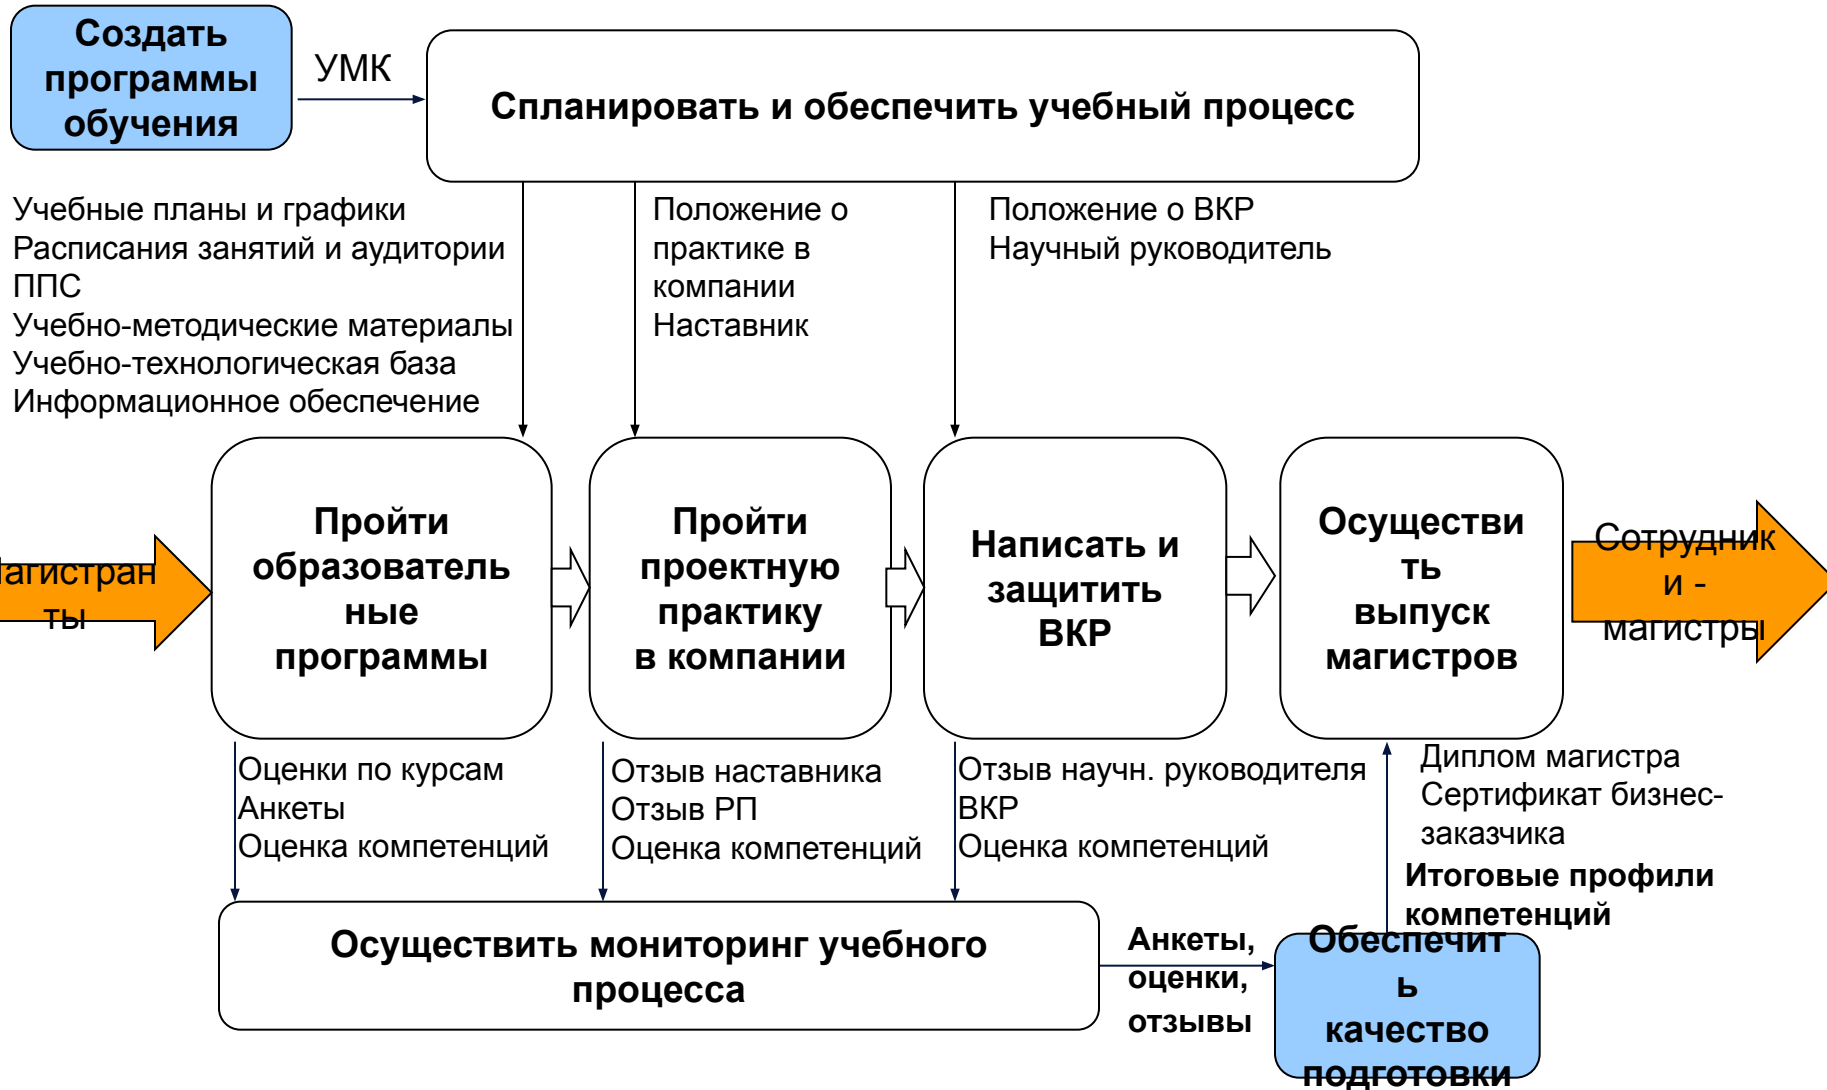 Создать
программы
обучения
УМК
Спланировать и обеспечить учебный процесс
Учебные планы и графики
Расписания занятий и аудитории
ППС
Учебно-методические материалы
Учебно-технологическая база
Информационное обеспечение
Положение о
практике в
компании
Наставник
Положение о ВКР
Научный руководитель
агистран
ты
Пройти
образователь
ные
программы
Пройти
проектную
практику
в компании
Написать и
защитить
ВКР
Осуществи
ть
выпуск
магистров
Сотрудник
и -
магистры
Оценки по курсам
Анкеты
Оценка компетенций
Отзыв наставника
Отзыв РП
Оценка компетенций
Отзыв научн. руководителя
ВКР
Оценка компетенций
Диплом магистра
Сертификат бизнес-
заказчика
Итоговые профили
компетенций
Осуществить мониторинг учебного
процесса
Анкеты,
оценки,
отзывы
Обеспечит
ь
качество
подготовки